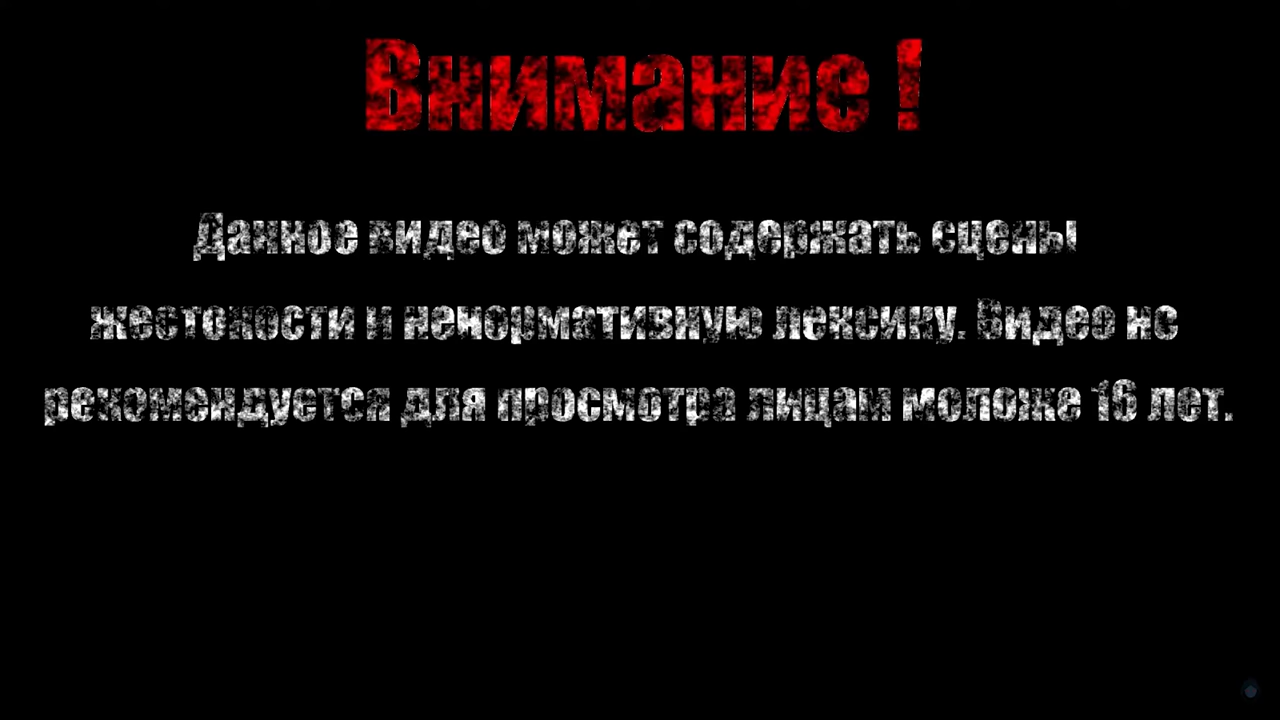 Внимание !
Данное видео может содержать сцены
жестокости и ненормативную лексику. Видео не
рекомендуется для просмотра лицам моложе 16 лет.